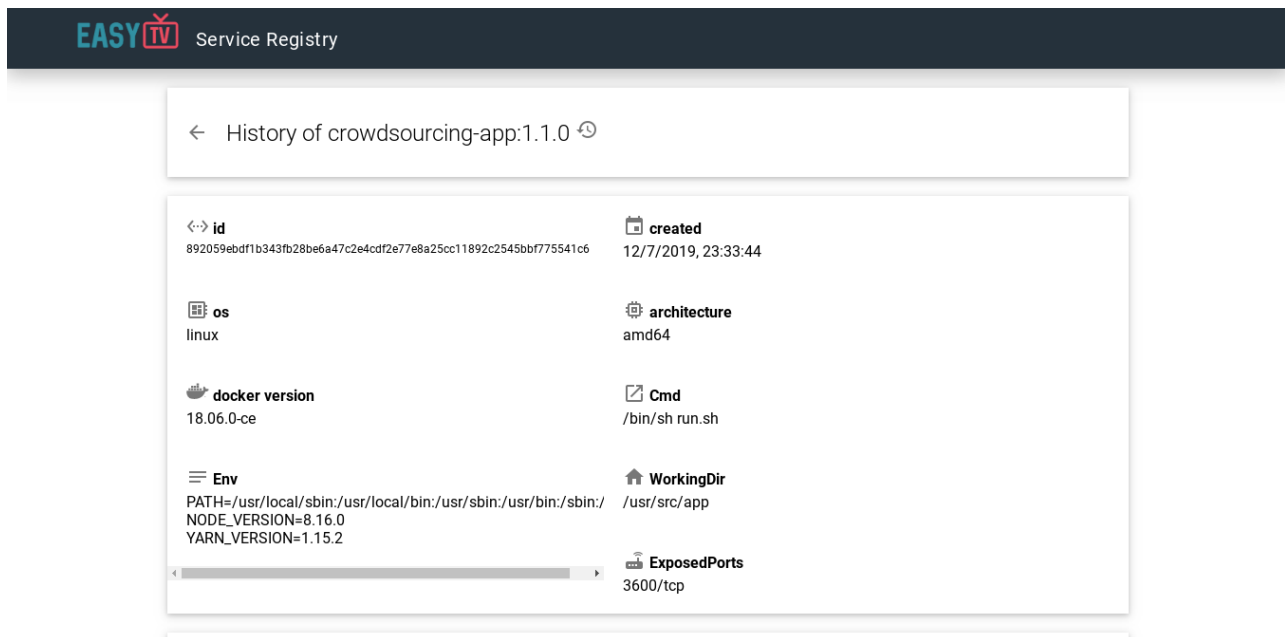 EASY TV Service Registry
History of crowdsourcing-app:1.1.0
id
892059ebdf1b343fb28be6a47c2e4cdf2e77e8a25cc11892c2545bbf775541c6
created
12/7/2019, 23:33:44
os
linux
architecture
amd64
docker version
18.06.0-ce
Cmd
/bin/sh run.sh
Env
PATH=/usr/local/sbin:/usr/local/bin:/usr/sbin:/usr/bin:/sbin:/
NODE_VERSION=8.16.0
YARN_VERSION=1.15.2
WorkingDir
/usr/src/app
ExposedPorts
3600/tcp